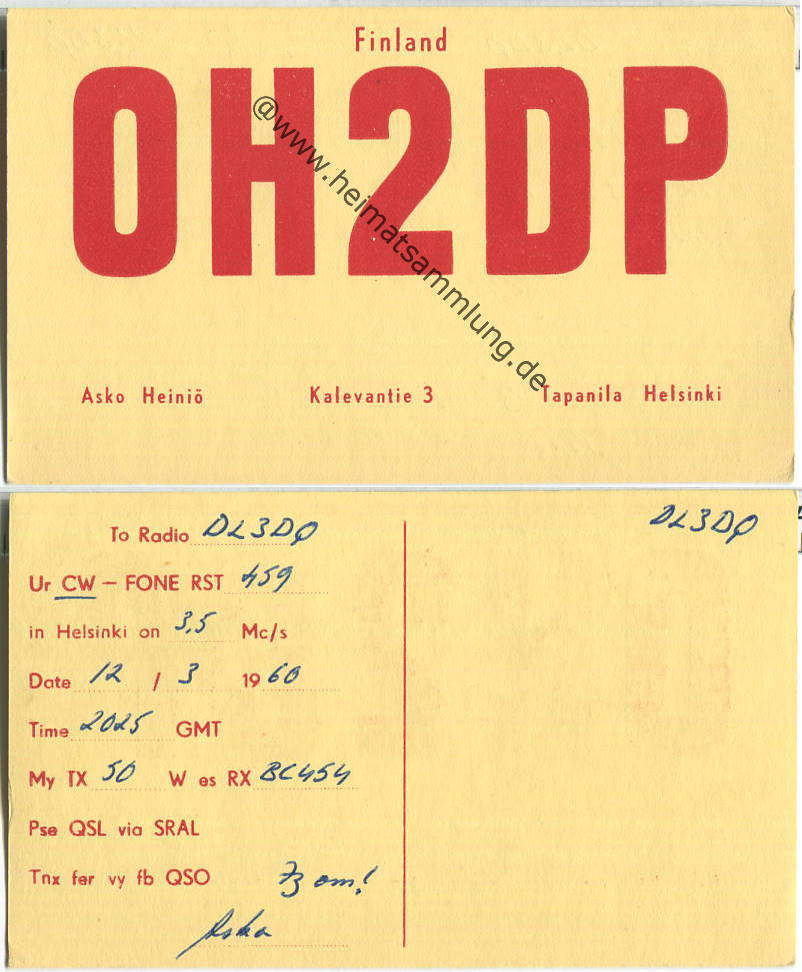 Finland
OH2DP
@www.heimatsammlung.de
Asko Heiniö Kalevantie 3 Tapanila Helsinki
To Radio DL3DQ
DL3DQ
Ur CW – FONE RST 459
in Helsinki on 3,5 Mc/s
Date 12 / 3 1960
Time 2025 GMT
My TX 50 W es RX BC454
Pse QSL via SRAL
Tnx fer vy fb QSO 73 om!
Asko